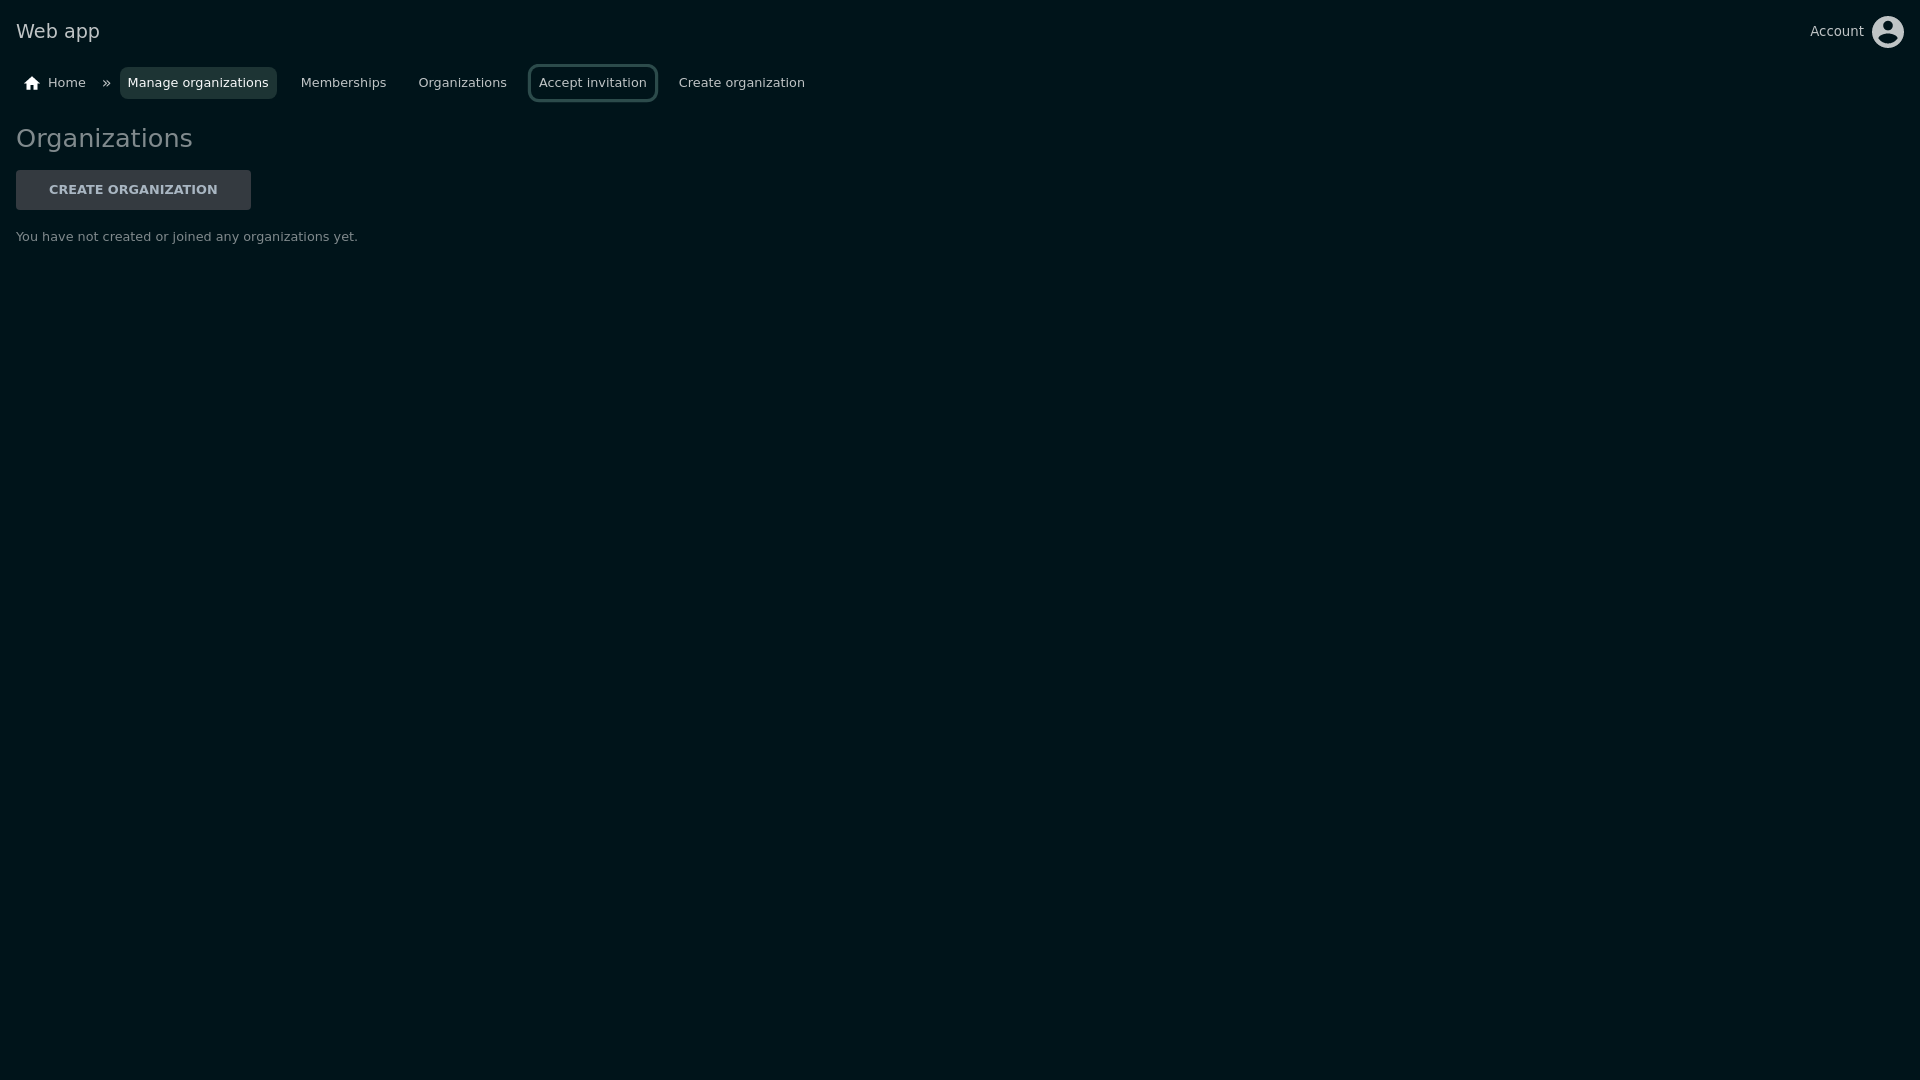 Web app
Account
Home » Manage organizations Memberships Organizations Accept invitation Create organization
Organizations
CREATE ORGANIZATION
You have not created or joined any organizations yet.